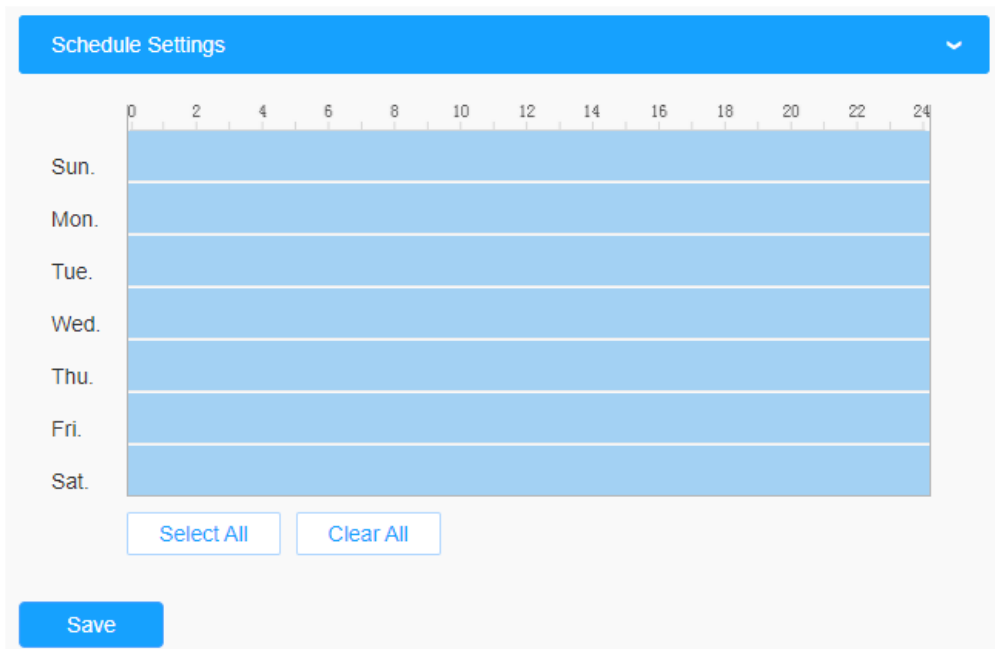 Schedule Settings
0 2 4 6 8 10 12 14 16 18 20 22 24
Sun.
Mon.
Tue.
Wed.
Thu.
Fri.
Sat.
Select All Clear All
Save